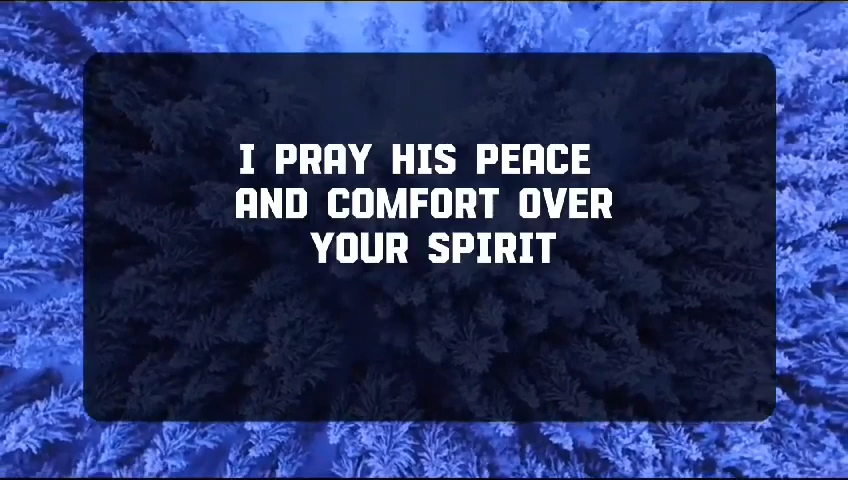 I PRAY HIS PEACE
AND COMFORT OVER
YOUR SPIRIT